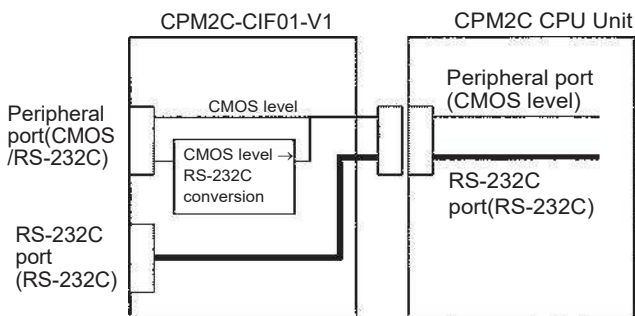 CPM2C-CIF01-V1
CPM2C CPU Unit
Peripheral
port(CMOS
/RS-232C)
CMOS level
CMOS level →
RS-232C
conversion
RS-232C
port
(RS-232C)
Peripheral port
(CMOS level)
RS-232C
port(RS-232C)